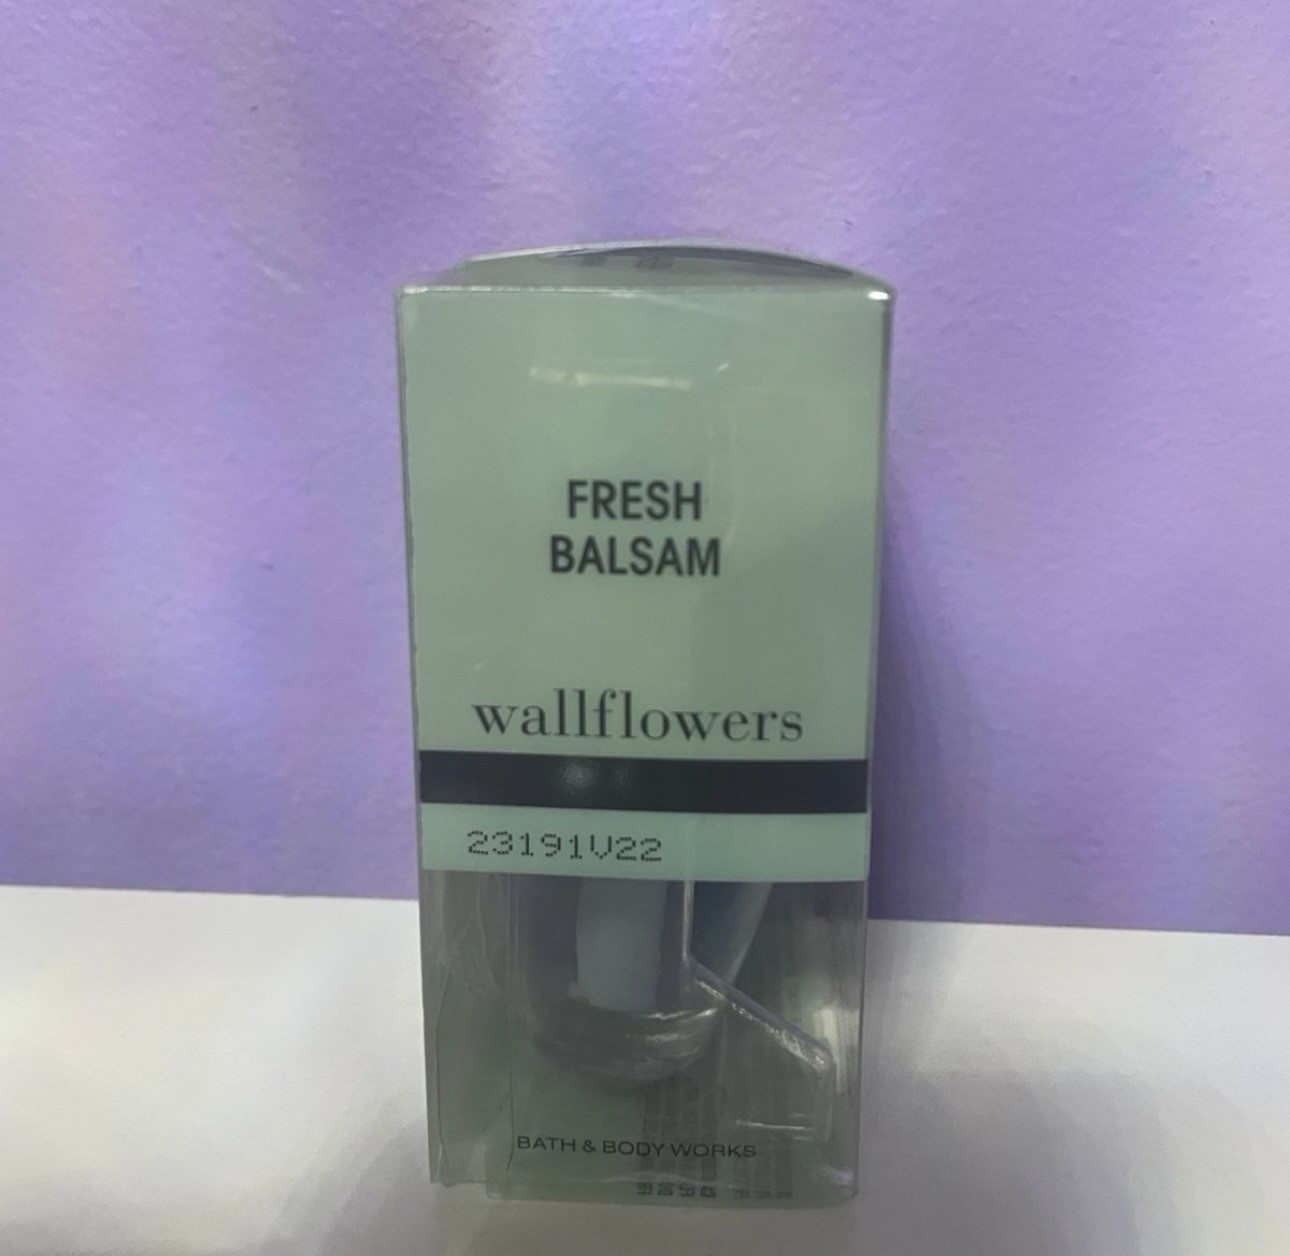 FRESH
BALSAM
wallflowers
23191V22
BATH & BODY WORKS